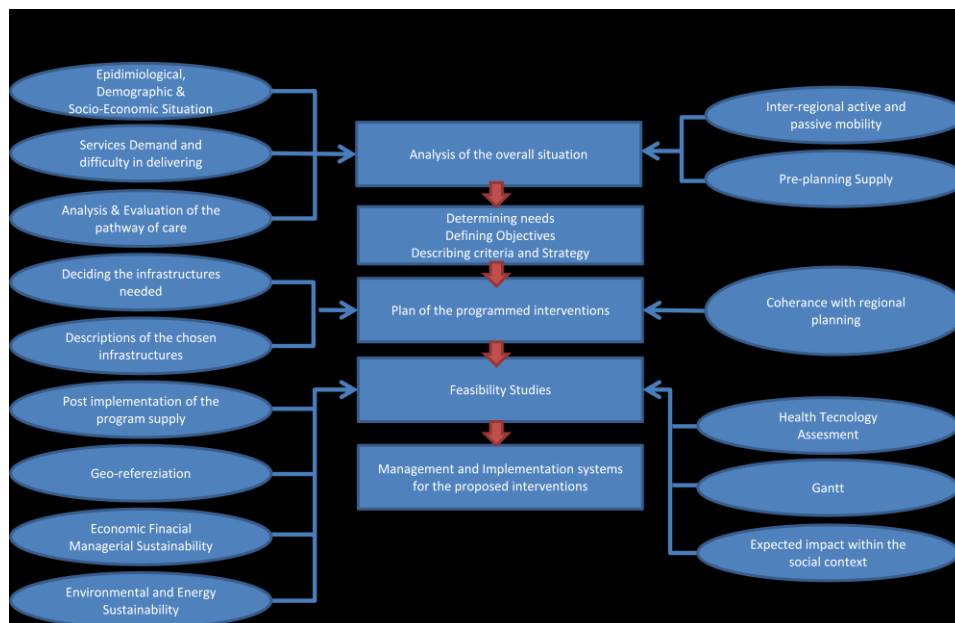 Epidimiological,
Demographic &
Socio-Economic Situation
Services Demand and
difficulty in delivering
Analysis & Evaluation of the
pathway of care
Deciding the infrastructures
needed
Descriptions of the chosen
infrastructures
Post implementation of the
program supply
Geo-refereziation
Economic Finacial
Managerial Sustainability
Environmental and Energy
Sustainability
Analysis of the overall situation
Determining needs
Defining Objectives
Describing criteria and Strategy
Plan of the programmed interventions
Feasibility Studies
Management and Implementation systems
for the proposed interventions
Inter-regional active and
passive mobility
Pre-planning Supply
Coherance with regional
planning
Health Tecnology
Assesment
Gantt
Expected impact within the
social context